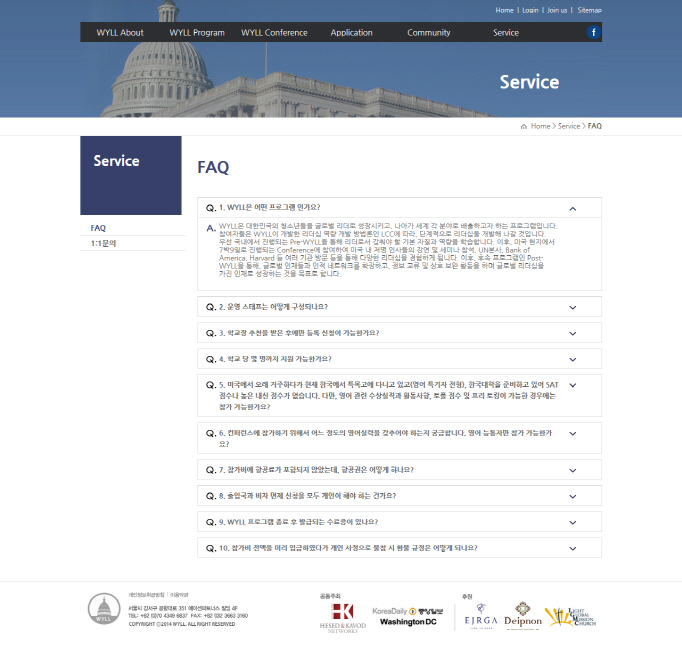 Home | Login | Join us | Sitemap
WYLL About WYLL Program WYLL Conference Application Community Service
Service
Home > Service > FAQ
Service
FAQ
1:1문의
FAQ
Q. 1. WYLL은 어떤 프로그램 인가요?
A. WYLL은 대한민국의 청소년들을 글로벌 리더로 성장시키고, 나아가 세계 각 분야로 배출하고자 하는 프로그램입니다.
참여자들은 WYLL이 개발한 리더십 역량 개발 방법론인 LCC에 따라, 단계적으로 리더십을 개발해 나갈 것입니다.
우선 국내에서 진행되는 Pre-WYLL을 통해 리더로서 갖춰야 할 기본 자질과 역량을 학습합니다. 이후, 미국 현지에서
7박9일로 진행되는 Conference에 참여하여 미국 내 저명 인사들의 강연 및 세미나 참석, UN본사, Bank of
America, Harvard 등 여러 기관 방문 등을 통해 다양한 리더십을 경험하게 됩니다. 이후, 후속 프로그램인 Post-
WYLL을 통해, 글로벌 인재들과 인적 네트워크를 확장하고, 정보 교류 및 상호 보완 활동을 하며 글로벌 리더십을
가진 인재로 성장하는 것을 목표로 합니다.
Q. 2. 운영 스태프는 어떻게 구성되나요?
Q. 3. 학교장 추천을 받은 후에만 등록 신청이 가능한가요?
Q. 4. 학교 당 몇 명까지 지원 가능한가요?
Q. 5. 미국에서 오래 거주하다가 현재 한국에서 특목고에 다니고 있고(영어 특기자 전형), 한국대학을 준비하고 있어 SAT
점수나 높은 내신 점수가 없습니다. 다만, 영어 관련 수상실적과 활동사항, 토플 점수 및 프리 토킹이 가능한 경우에는
참가 가능한가요?
Q. 6. 컨퍼런스에 참가하기 위해서 어느 정도의 영어실력을 갖추어야 하는지 궁금합니다. 영어 능통자만 참가 가능한가
요?
Q. 7. 참가비에 항공료가 포함되지 않았는데, 항공권은 어떻게 하나요?
Q. 8. 출입국과 비자 면제 신청을 모두 개인이 해야 하는 건가요?
Q. 9. WYLL 프로그램 종료 후 발급되는 수료증이 있나요?
Q. 10. 참가비 전액을 미리 입금하였다가 개인 사정으로 불참 시 환불 규정은 어떻게 되나요?
개인정보취급방침 | 이용약관
서울시 강서구 공항대로 351 에이센파트너스 빌딩 4F
TEL: +82 (0)70 4349 6837 FAX: +82 (0)2 3663 3160
COPYRIGHT ⓒ2014 WYLL. ALL RIGHT RESERVED
WYLL
공동주최
HESED & KAVOD
NETWORKS
KoreaDaily 중앙일보
Washington DC
후원
EJRGA
Deipnon
LIGHT
GLOBAL
MISSION
CHURCH